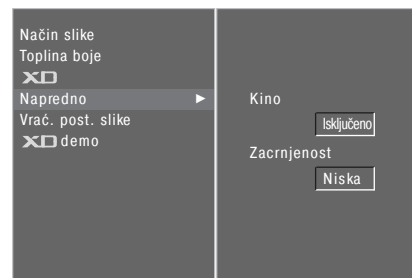 Način slike
Toplina boje
XD
Napredno ►
Vrać. post. slike
XD demo
Kino
Isključeno
Zacrnjenost
Niska